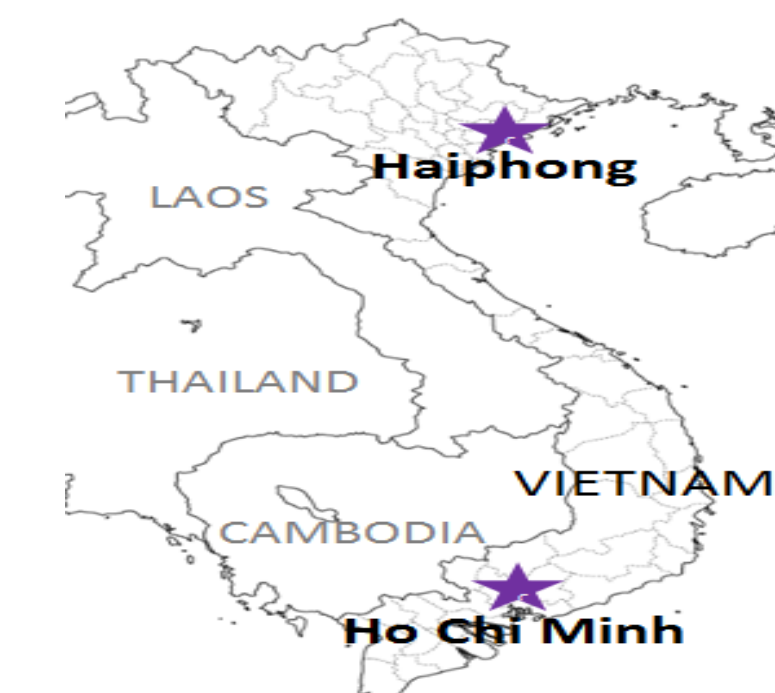 Haiphong
LAOS
THAILAND
VIETNAM
CAMBODIA
Ho Chi Minh